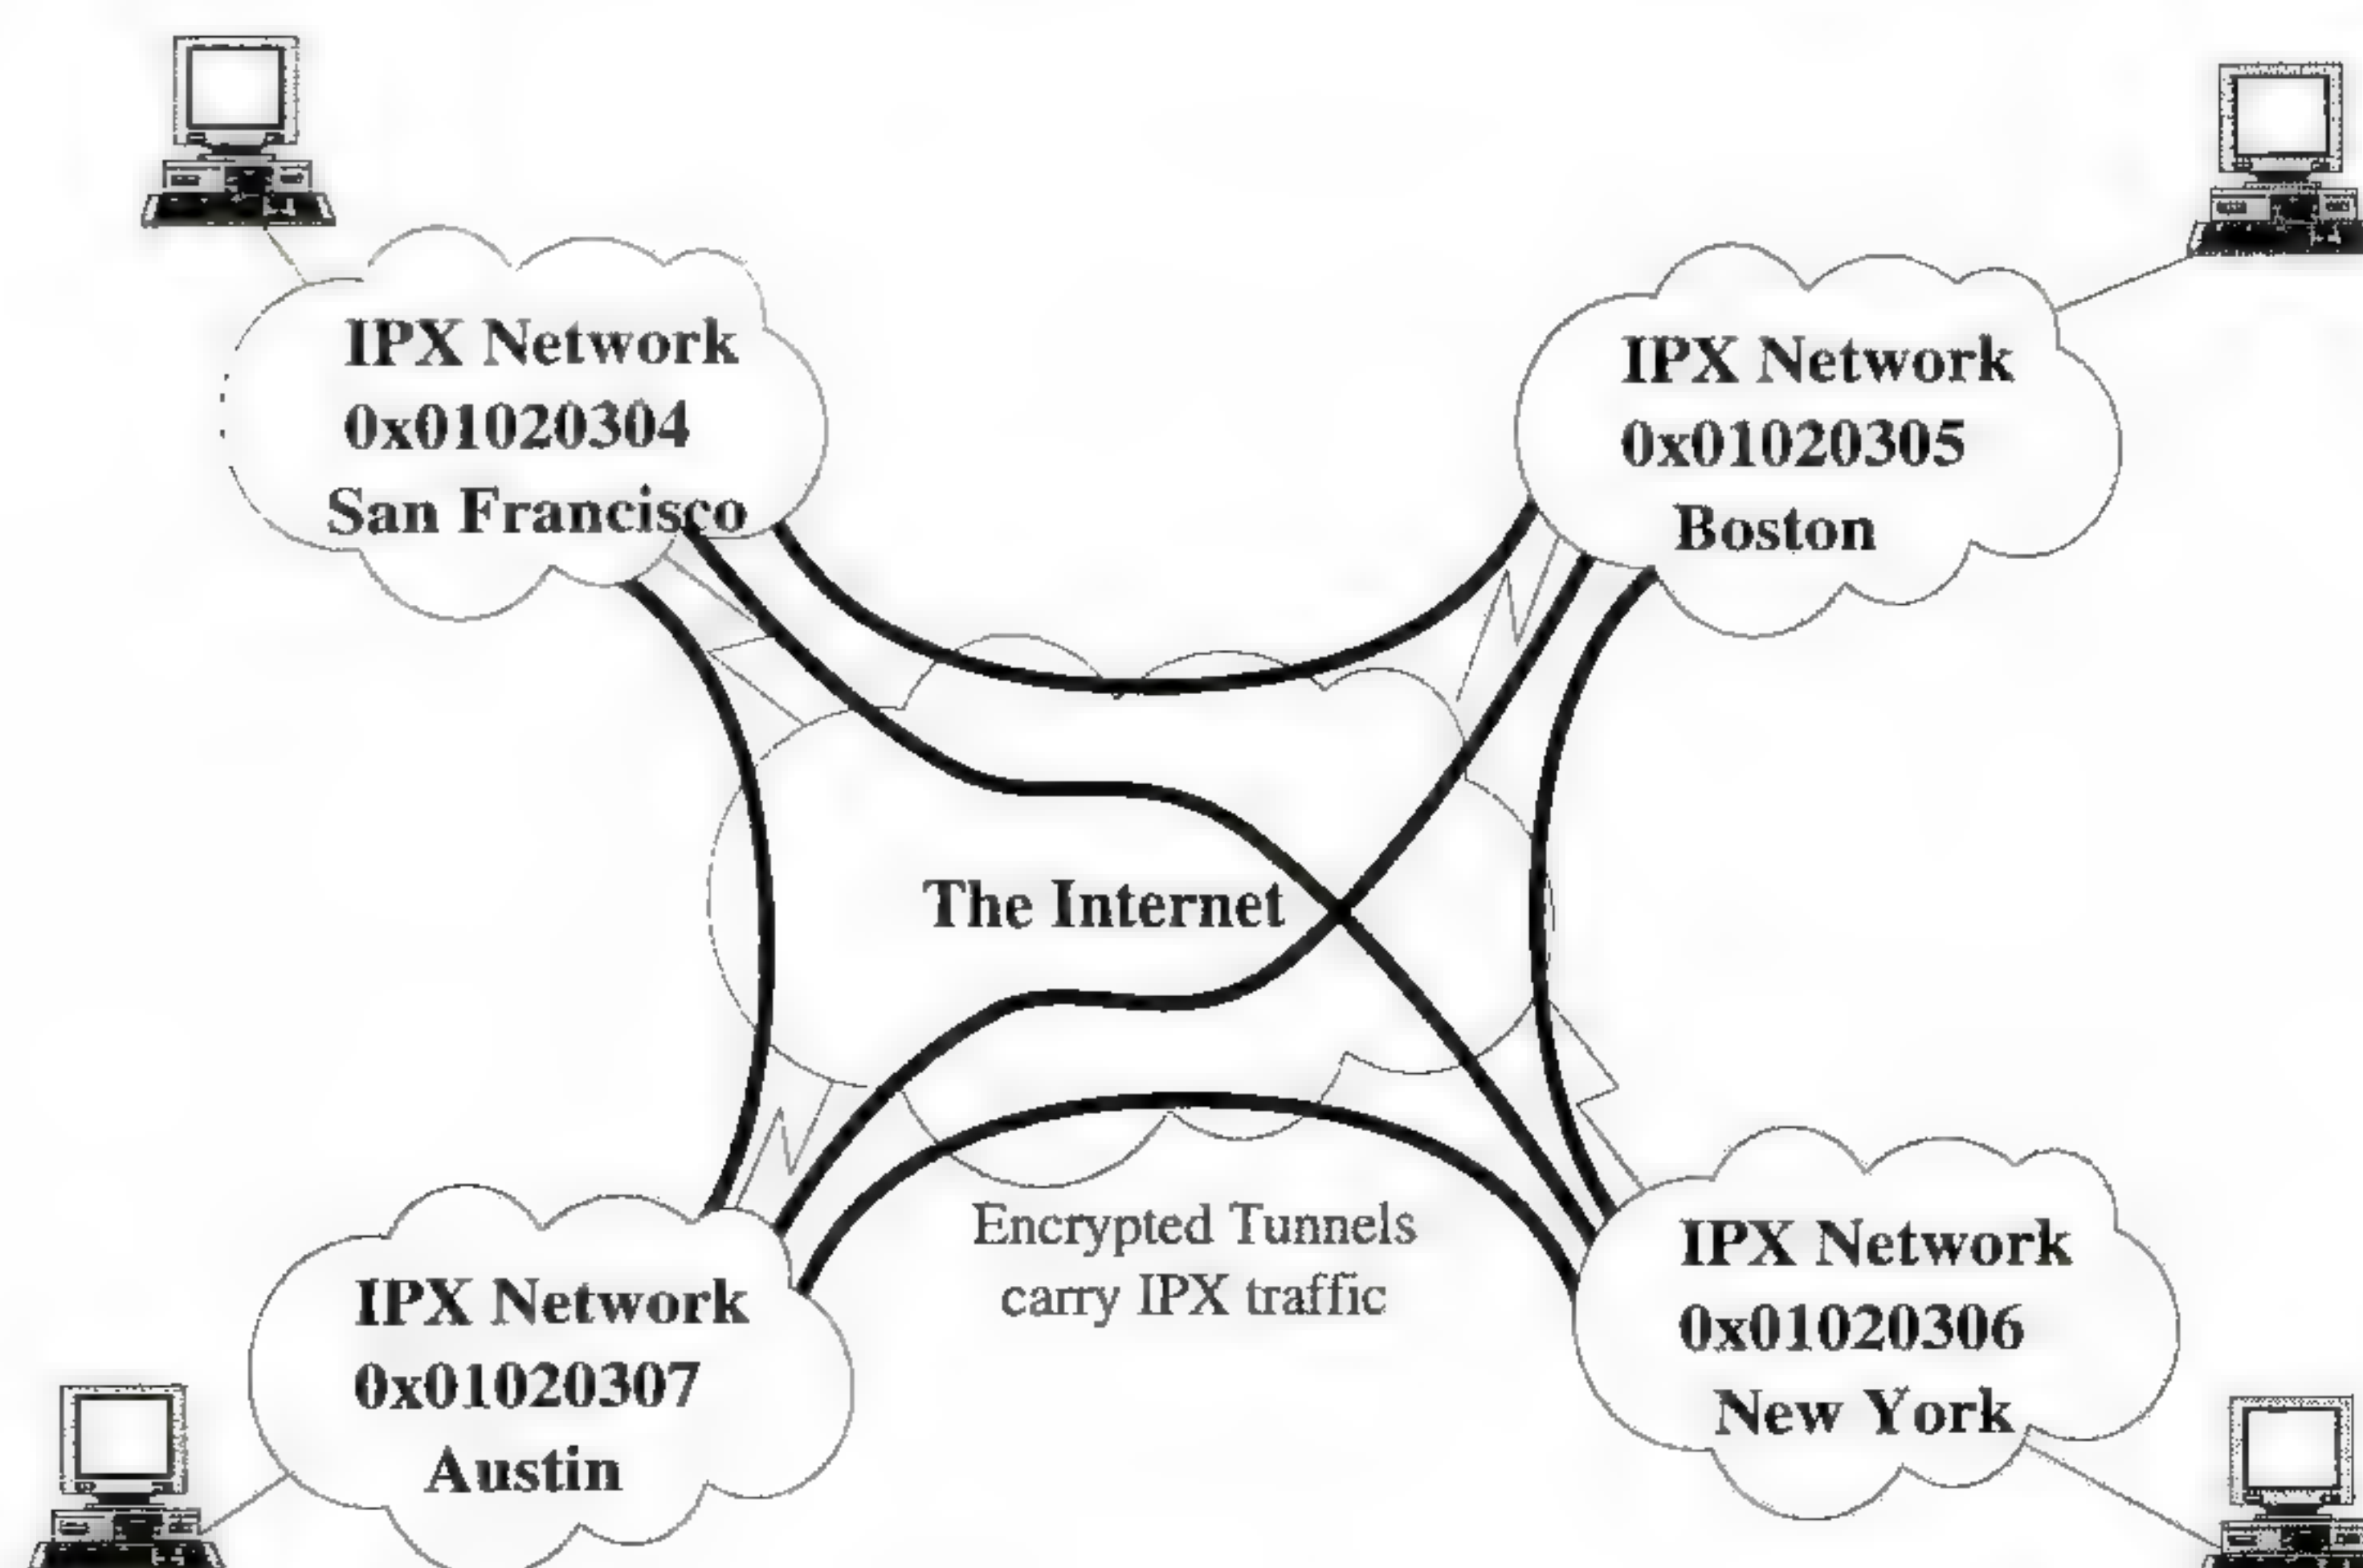 IPX Network
0x01020304
San Francisco
IPX Network
0x01020305
Boston
The Internet
Encrypted Tunnels
carry IPX traffic
IPX Network
0x01020307
Austin
IPX Network
0x01020306
New York